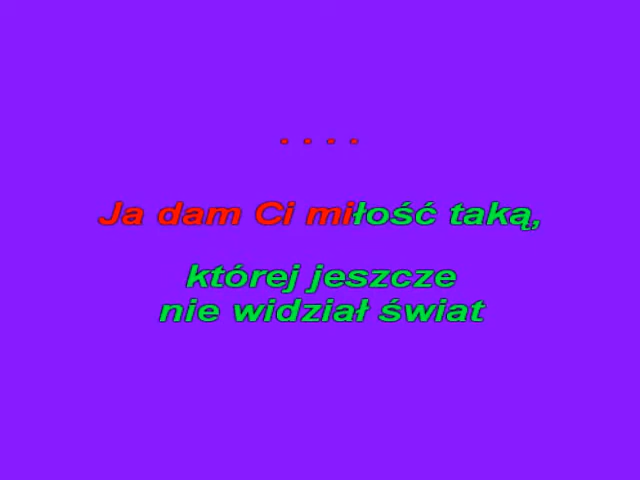 . . . .
Ja dam Ci miłość taką,
której jeszcze
nie widział świat